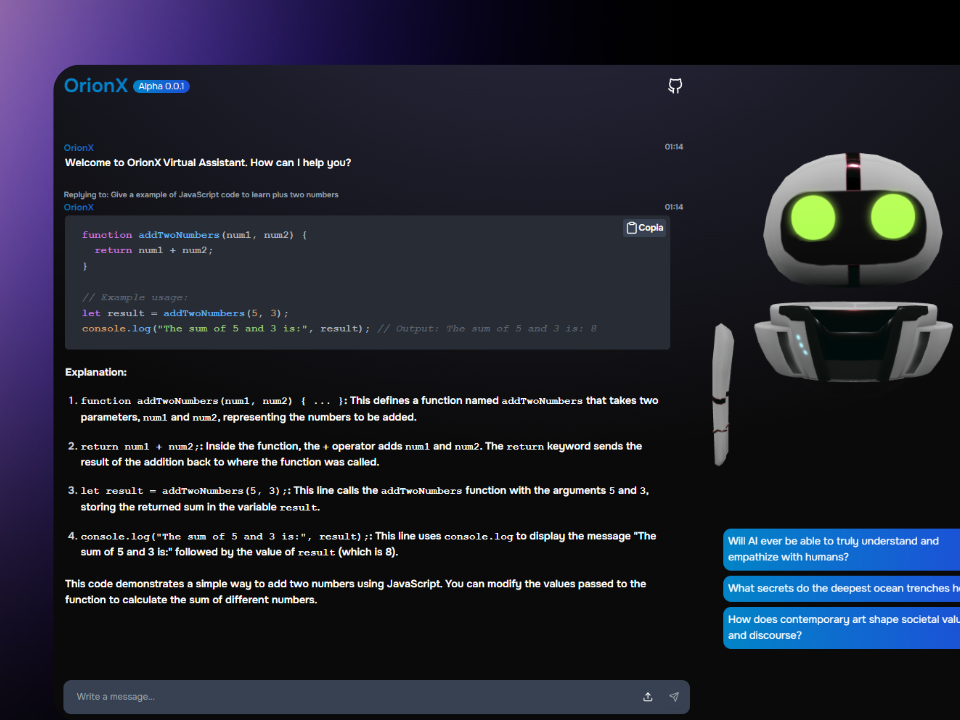 OrionX Alpha 0.0.1
OrionX 01:14
Welcome to OrionX Virtual Assistant. How can I help you?
Replying to: Give a example of JavaScript code to learn plus two numbers
OrionX 01:14
Copia
function addTwoNumbers(num1, num2) {
return num1 + num2;
}
// Example usage:
let result = addTwoNumbers(5, 3);
console.log("The sum of 5 and 3 is:", result); // Output: The sum of 5 and 3 is: 8
Explanation:
1. function addTwoNumbers(num1, num2) { ... }: This defines a function named addTwoNumbers that takes two
parameters, num1 and num2, representing the numbers to be added.
2. return num1 + num2;: Inside the function, the + operator adds num1 and num2. The return keyword sends the
result of the addition back to where the function was called.
3. let result = addTwoNumbers(5, 3);: This line calls the addTwoNumbers function with the arguments 5 and 3,
storing the returned sum in the variable result.
4. console.log("The sum of 5 and 3 is:", result);: This line uses console.log to display the message "The
sum of 5 and 3 is:" followed by the value of result (which is 8).
This code demonstrates a simple way to add two numbers using JavaScript. You can modify the values passed to the
function to calculate the sum of different numbers.
Write a message...
Will AI ever be able to truly understand and
empathize with humans?
What secrets do the deepest ocean trenches
How does contemporary art shape societal
and discourse?